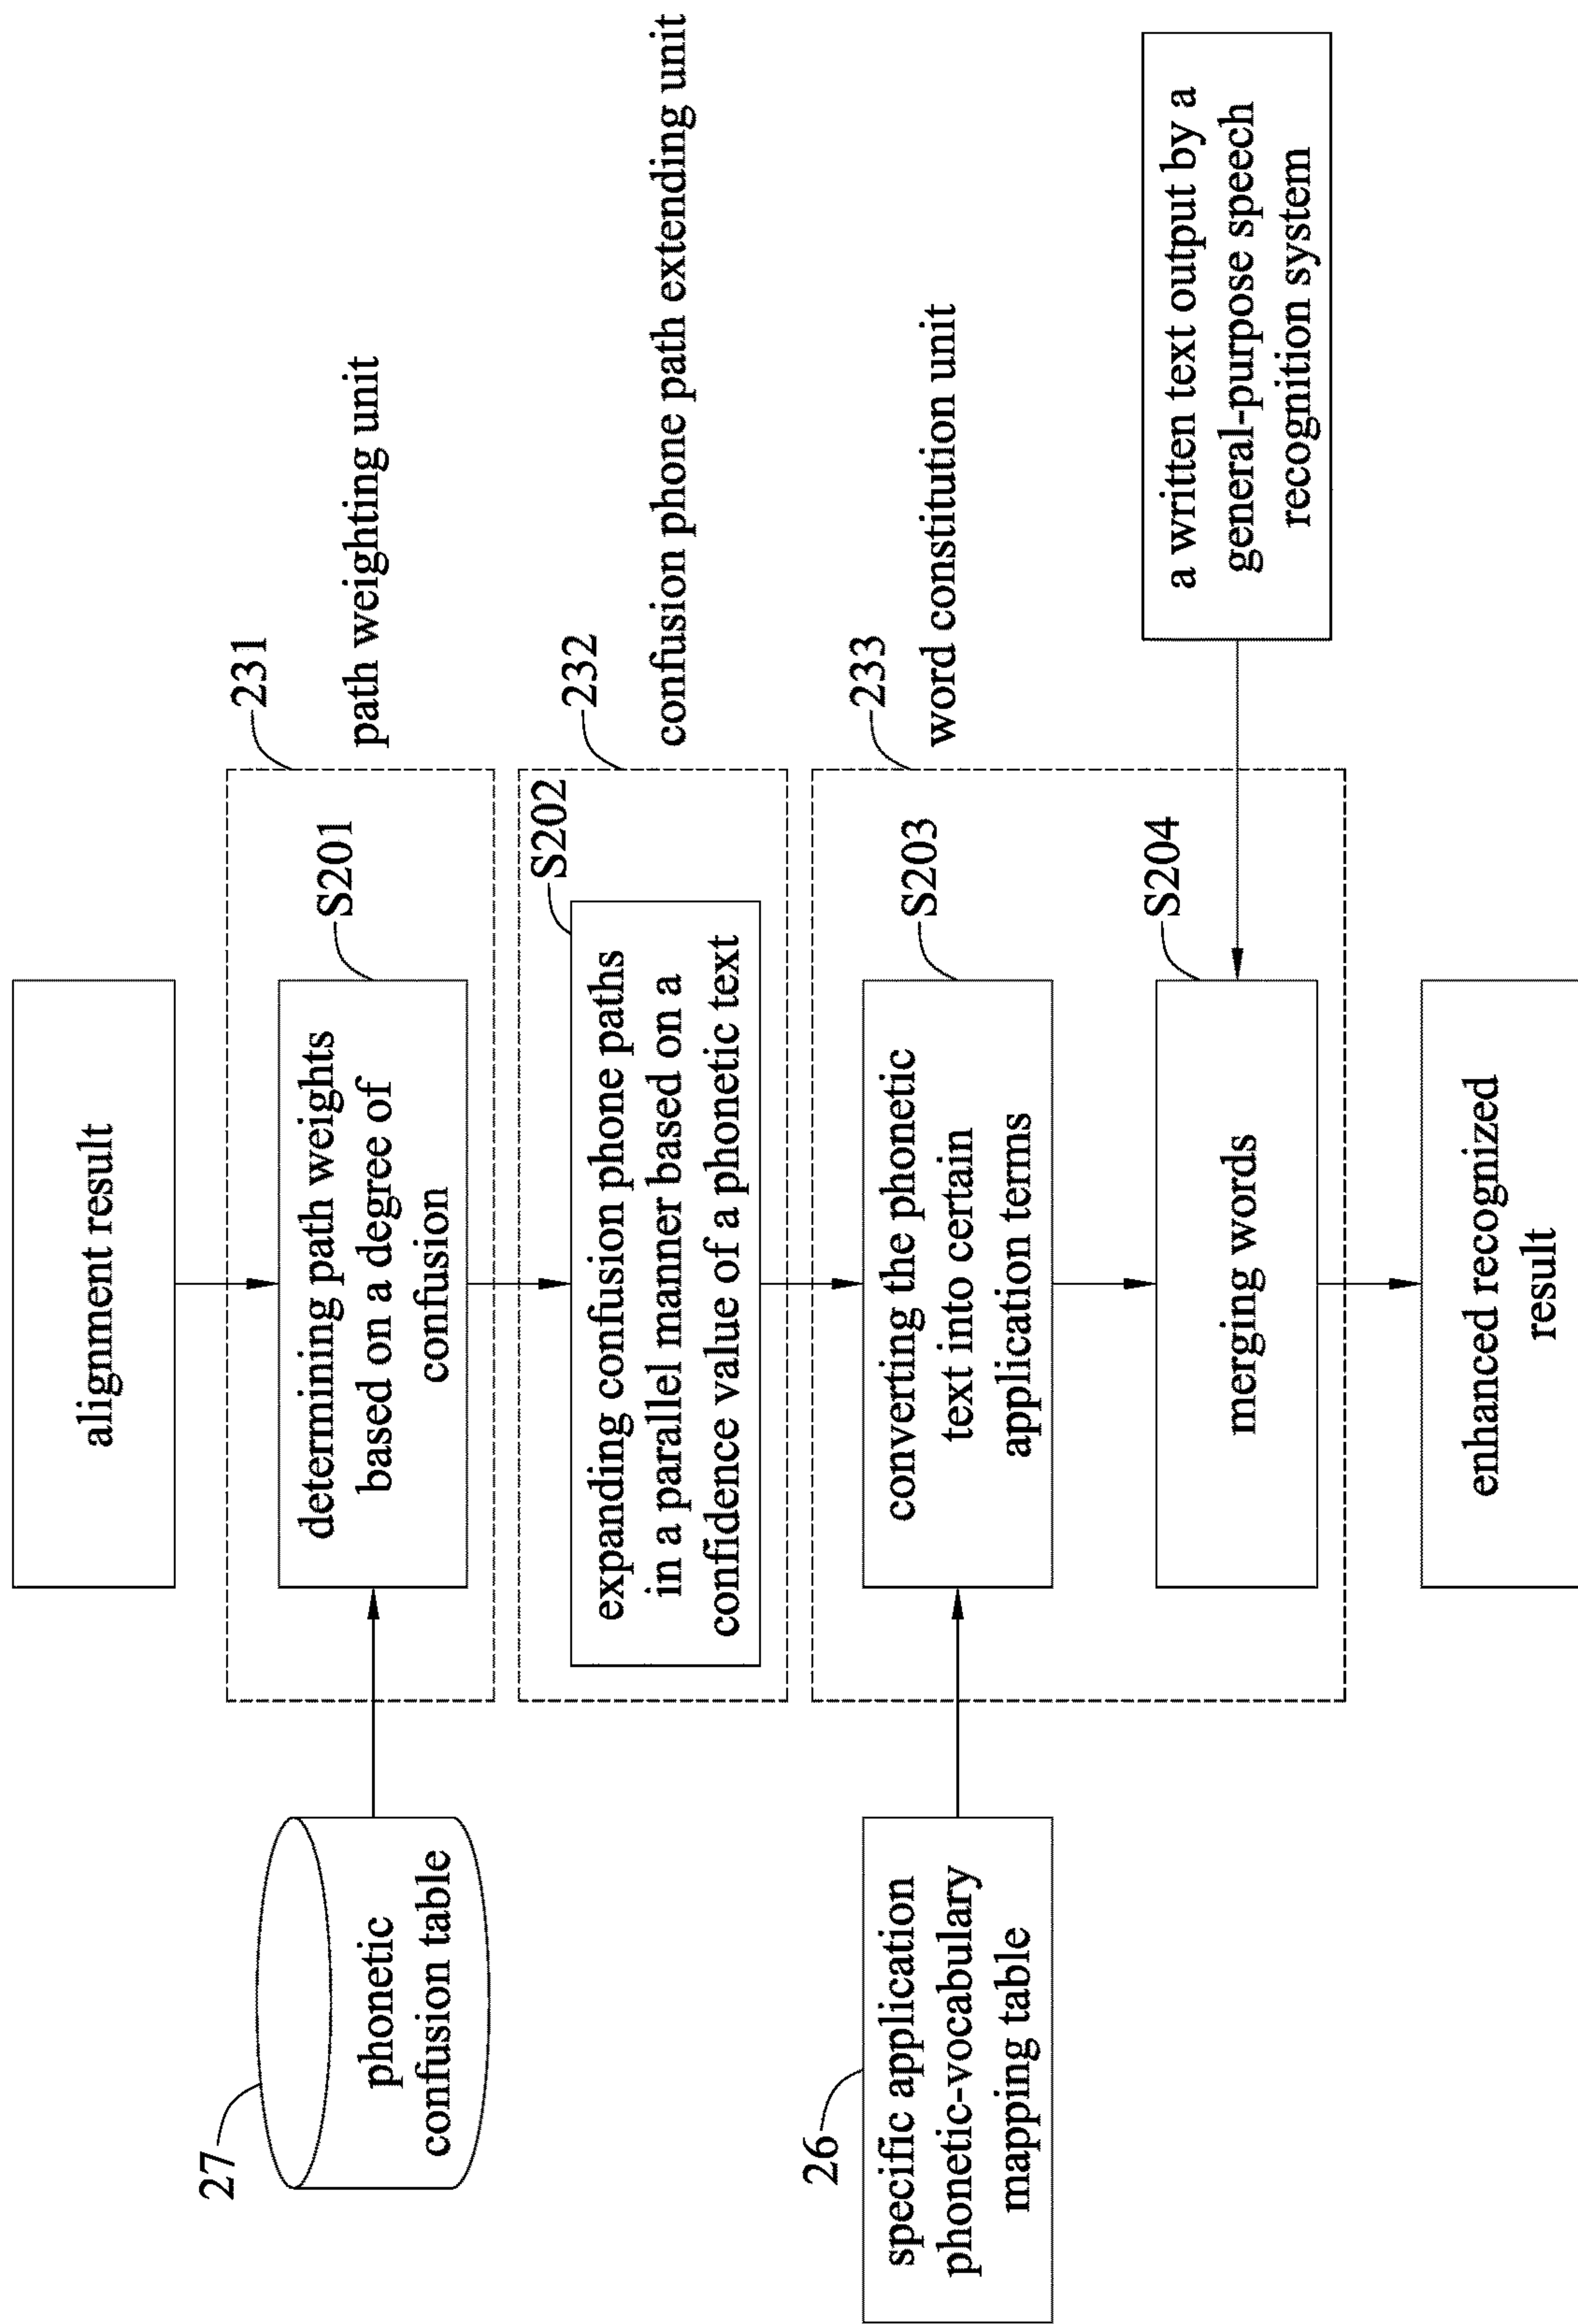 alignment result
231
path weighting unit
27
phonetic
confusion table
S201
determining path weights
based on a degree of
confusion
232
confusion phone path extending unit
S202
expanding confusion phone paths
in a parallel manner based on a
confidence value of a phonetic text
233
word constitution unit
26
specific application
phonetic-vocabulary
mapping table
S203
converting the phonetic
text into certain
application terms
S204
merging words
a written text output by a
general-purpose speech
recognition system
enhanced recognized
result